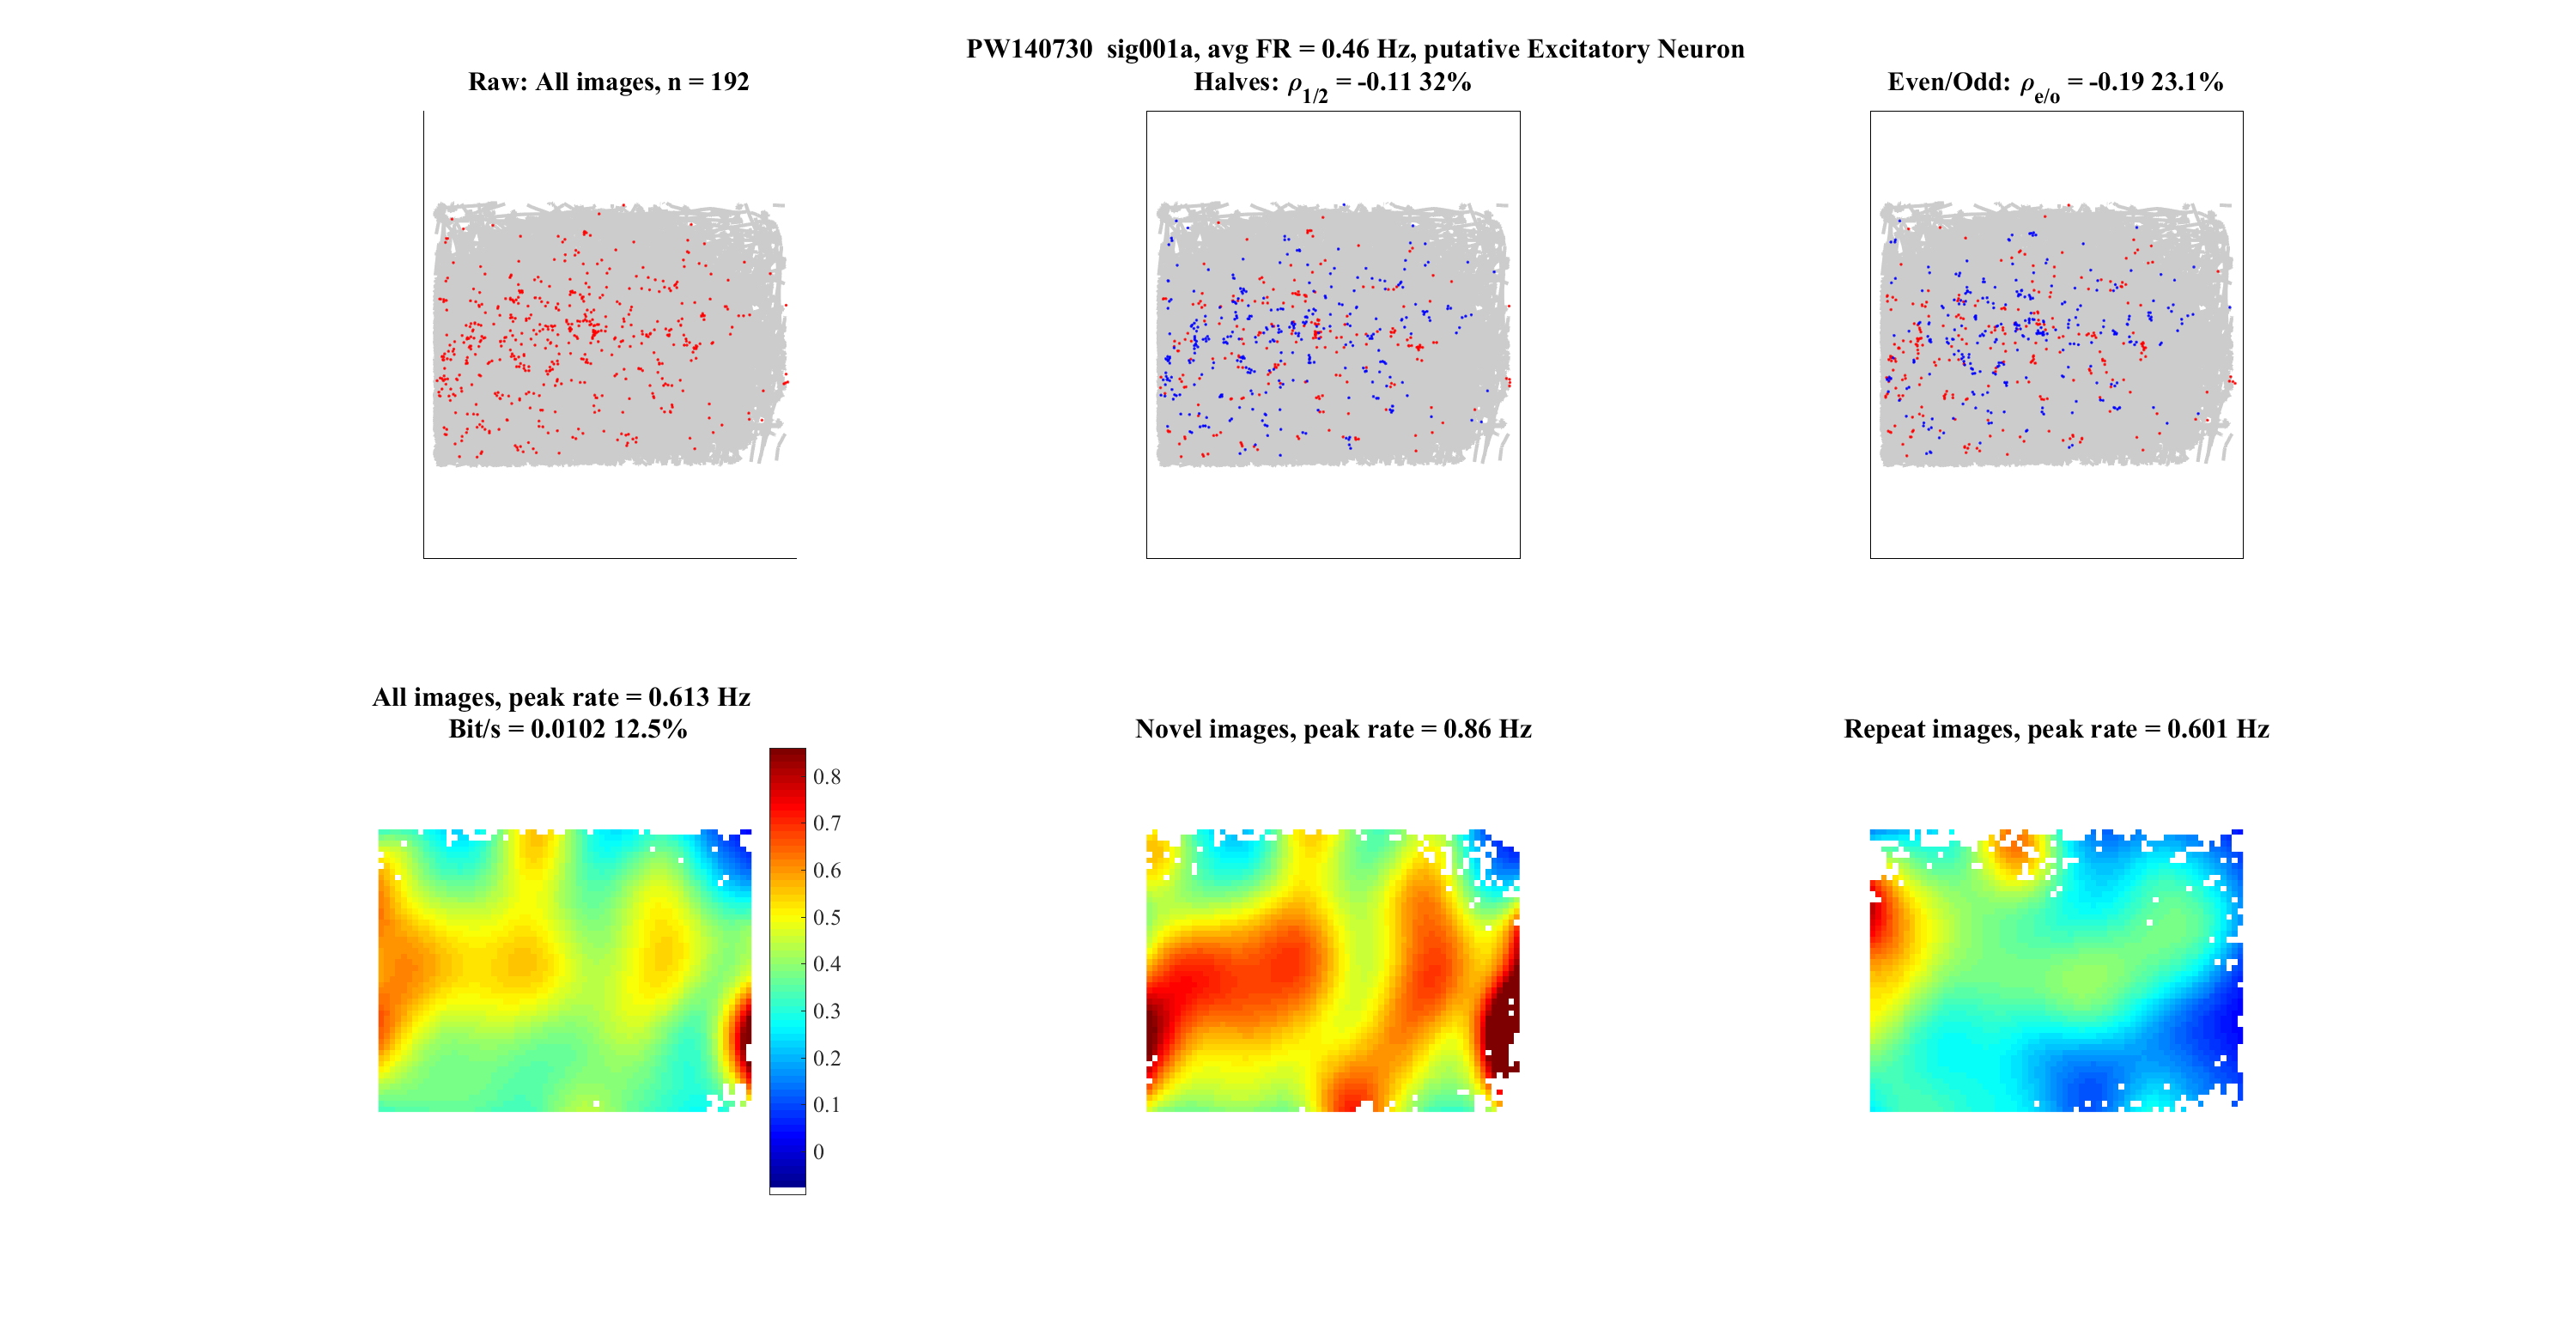 PW140730  sig001a, avg FR = 0.46 Hz, putative Excitatory Neuron
Raw: All images, n = 192
Halves: ρ1/2 = -0.11 32%
Even/Odd: ρe/o = -0.19 23.1%
All images, peak rate = 0.613 Hz
Bit/s = 0.0102 12.5%
Novel images, peak rate = 0.86 Hz
Repeat images, peak rate = 0.601 Hz
0.8
0.7
0.6
0.5
0.4
0.3
0.2
0.1
0